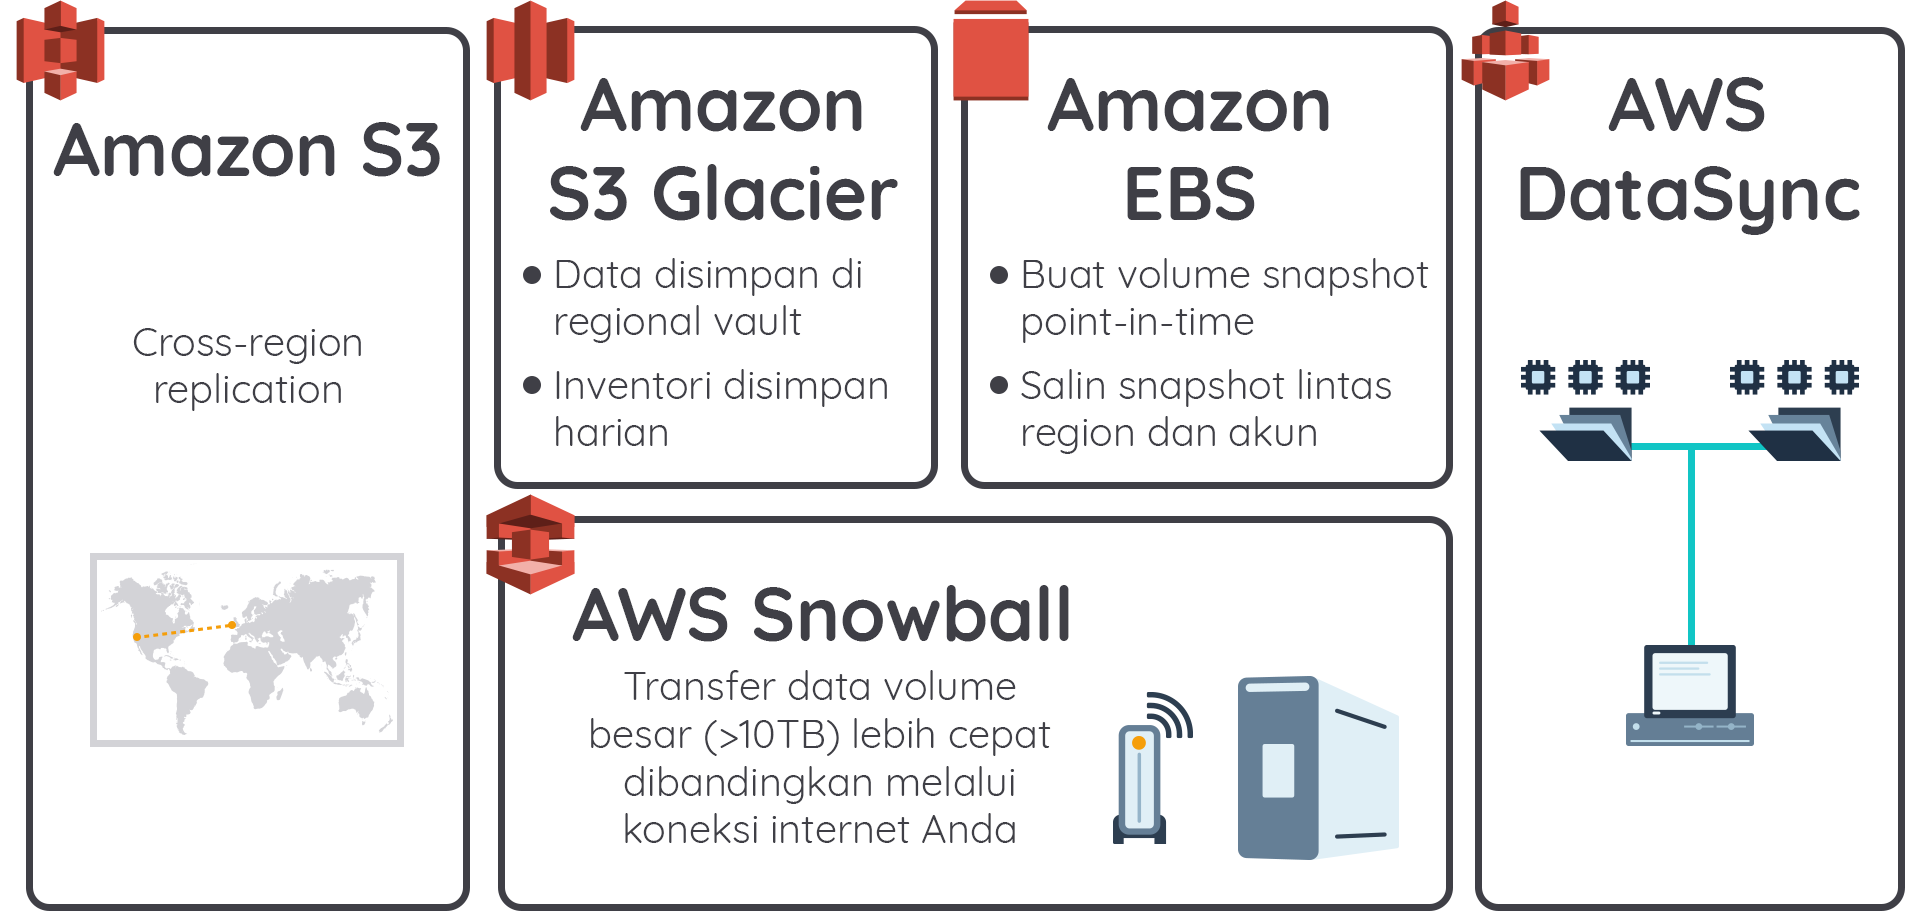 Amazon S3
Cross-region
replication
Amazon
S3 Glacier
Data disimpan di
regional vault
Inventori disimpan
harian
Amazon
EBS
Buat volume snapshot
point-in-time
Salin snapshot lintas
region dan akun
AWS Snowball
Transfer data volume
besar (>10TB) lebih cepat
dibandingkan melalui
koneksi internet Anda
AWS
DataSync